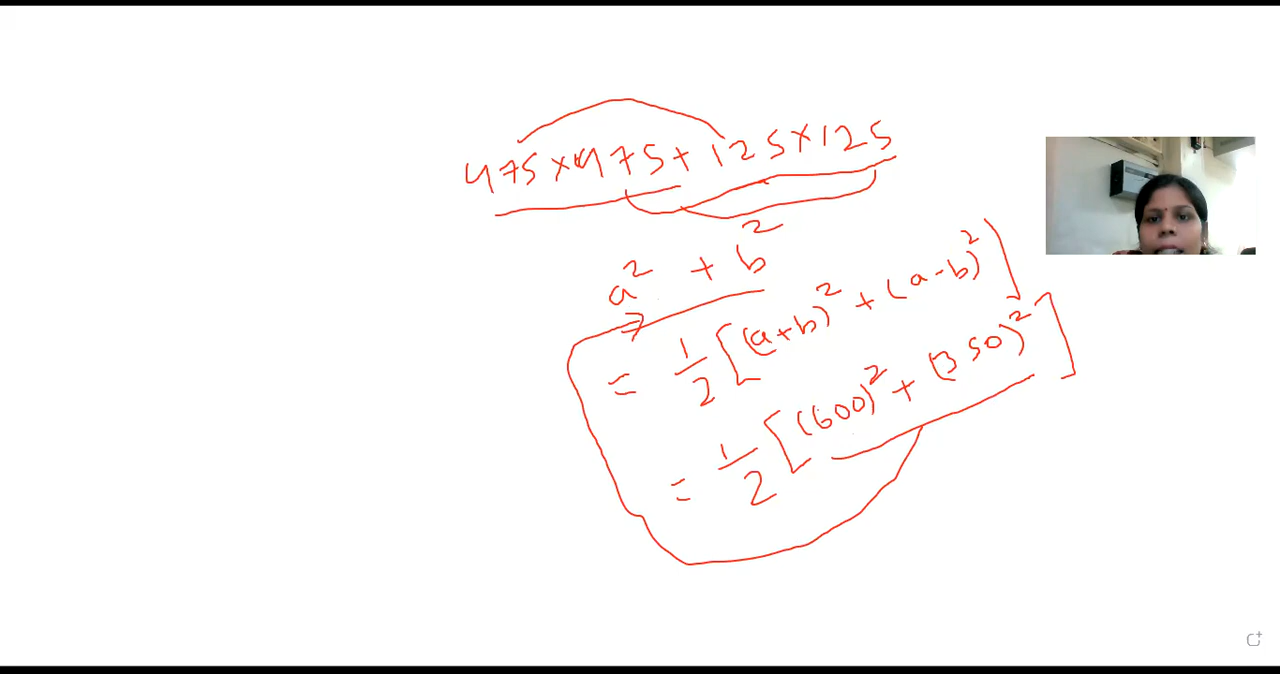 475×475+125×125
a² + b²
= 1/2 [(a+b)² + (a-b)²]
= 1/2 [(600)² + (350)²]